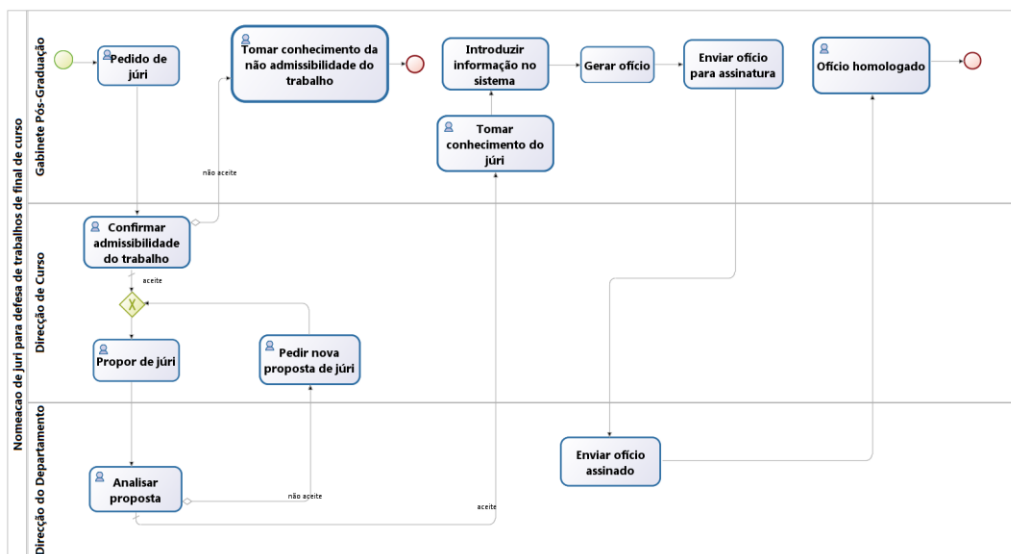 Nomeacao de juri para defesa de trabalhos de final de curso
Gabinete Pós-Graduação
Pedido de
júri
Tomar conhecimento da
não admissibilidade do
trabalho
Introduzir
informação no
sistema
Gerar ofício
Enviar ofício
para assinatura
Ofício homologado
Tomar
conhecimento do
júri
não aceite
Direcção de Curso
Confirmar
admissibilidade
do trabalho
aceite
X
Propor de júri
Pedir nova
proposta de júri
Direcção do Departamento
Analisar
proposta
não aceite
aceite
Enviar ofício
assinado